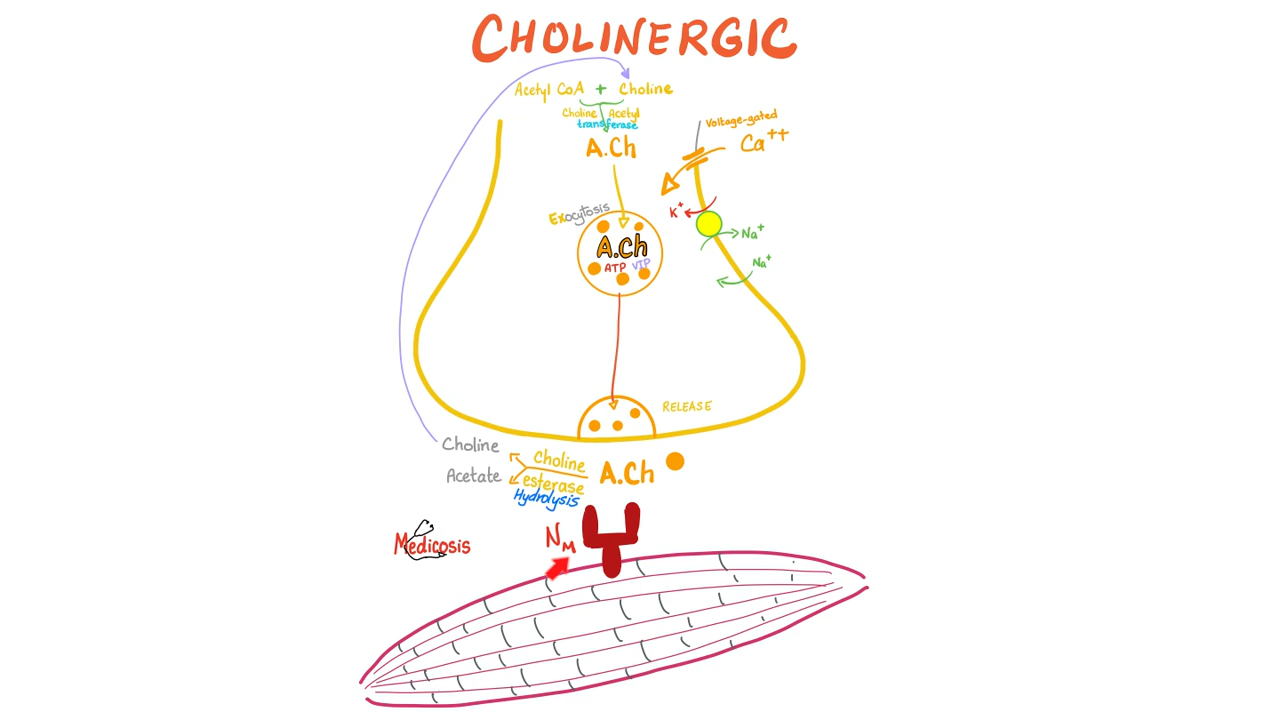 CHOLINERGIC
Acetyl CoA + Choline
Choline Acetyl
transferase
A.Ch
Voltage-gated
Ca++
K+
Na+
Na+
Exocytosis
A.Ch
ATP VIP
RELEASE
Choline
Acetate
Choline
esterase
Hydrolysis
A.Ch
NM
Medicosis